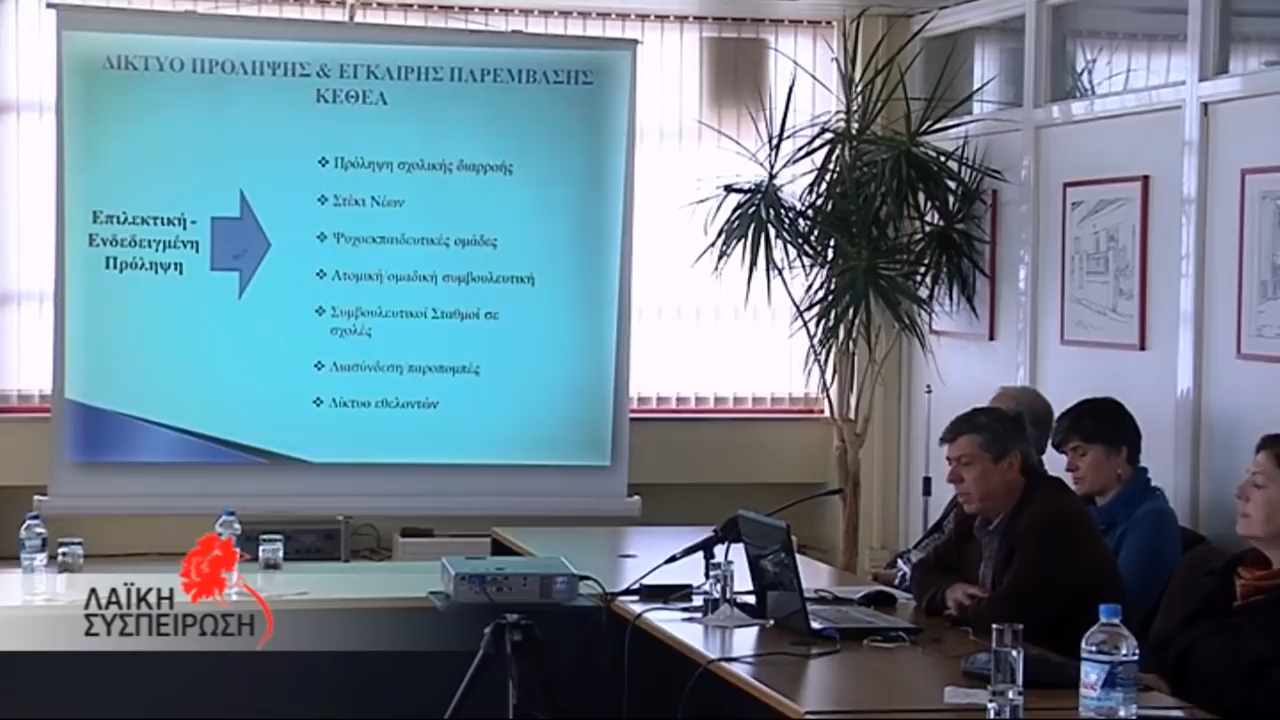 ΔΙΚΤΥΟ ΠΡΟΛΗΨΗΣ & ΕΓΚΑΙΡΗΣ ΠΑΡΕΜΒΑΣΗΣ
ΚΕΘΕΑ
Επιλεκτική -
Ενδεδειγμένη
Πρόληψη
❖ Πρόληψη σχολικής διαρροής
❖ Στέκι Νέων
❖ Ψυχοεκπαιδευτικές ομάδες
❖ Ατομική/ομαδική συμβουλευτική
❖ Συμβουλευτικοί Σταθμοί σε
σχολές
❖ Διασύνδεση/παροπομπές
❖ Δίκτυο εθελοντών
ΛΑΪΚΗ
ΣΥΣΠΕΙΡΩΣΗ